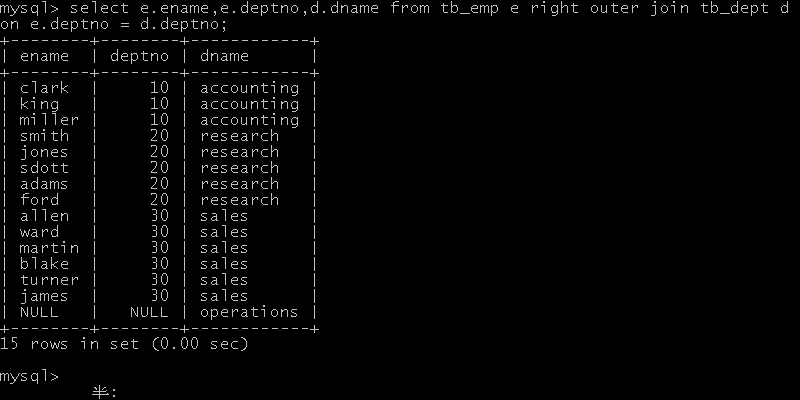 mysql> select e.ename,e.deptno,d.dname from tb_emp e right outer join tb_dept d
on e.deptno = d.deptno;
+--------+--------+------------+
| ename  | deptno | dname      |
+--------+--------+------------+
| clark  |     10 | accounting |
| king   |     10 | accounting |
| miller |     10 | accounting |
| smith  |     20 | research   |
| jones  |     20 | research   |
| sdott  |     20 | research   |
| adams  |     20 | research   |
| ford   |     20 | research   |
| allen  |     30 | sales      |
| ward   |     30 | sales      |
| martin |     30 | sales      |
| blake  |     30 | sales      |
| turner |     30 | sales      |
| james  |     30 | sales      |
| NULL   |   NULL | operations |
+--------+--------+------------+
15 rows in set (0.00 sec)
mysql>
半: